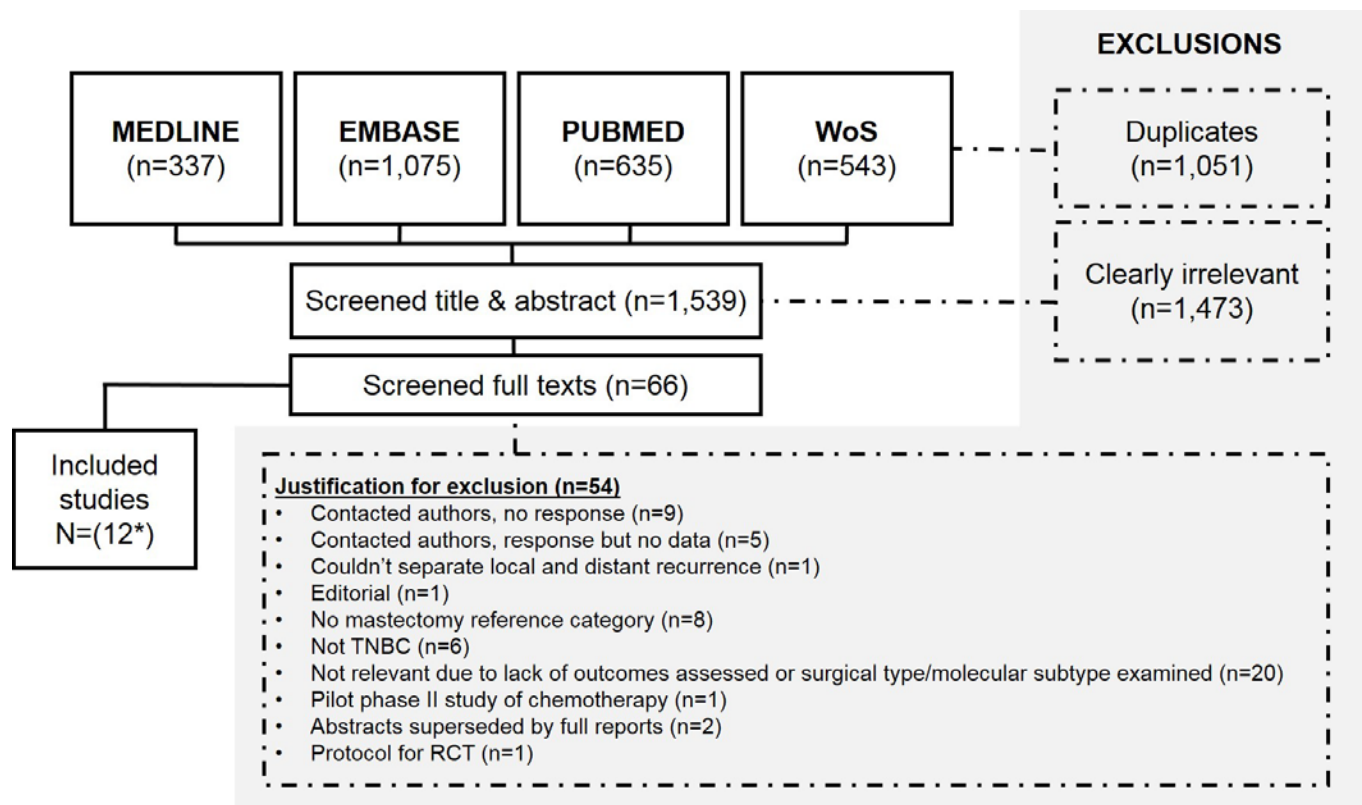 EXCLUSIONS
MEDLINE
(n=337)
EMBASE
(n=1,075)
PUBMED
(n=635)
WoS
(n=543)
Duplicates
(n=1,051)
Screened title & abstract (n=1,539)
Clearly irrelevant
(n=1,473)
Screened full texts (n=66)
Included
studies
N=(12*)
Justification for exclusion (n=54)
• Contacted authors, no response (n=9)
• Contacted authors, response but no data (n=5)
• Couldn’t separate local and distant recurrence (n=1)
• Editorial (n=1)
• No mastectomy reference category (n=8)
• Not TNBC (n=6)
• Not relevant due to lack of outcomes assessed or surgical type/molecular subtype examined (n=20)
• Pilot phase II study of chemotherapy (n=1)
• Abstracts superseded by full reports (n=2)
• Protocol for RCT (n=1)